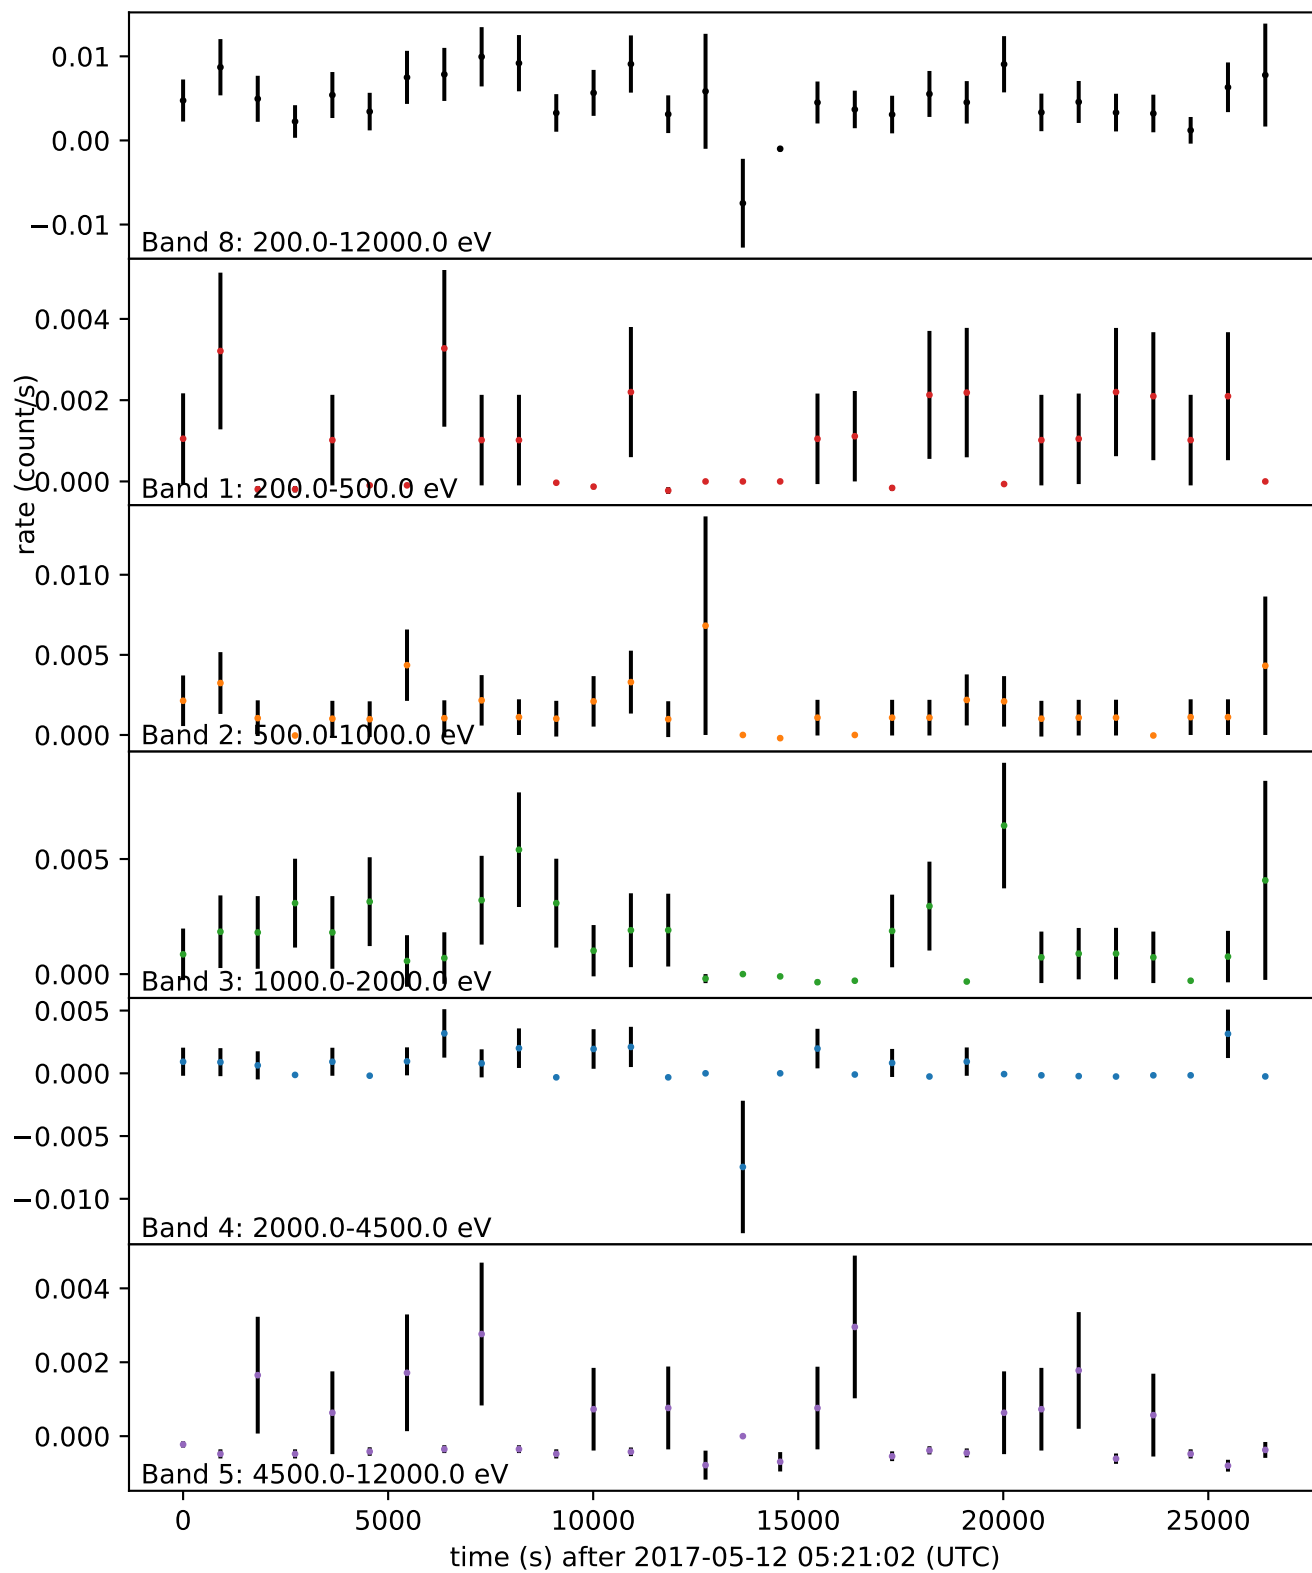 0.01
0.00
−0.01
Band 8: 200.0-12000.0 eV
0.004
0.002
0.000
Band 1: 200.0-500.0 eV
rate (count/s)
0.010
0.005
0.000
Band 2: 500.0-1000.0 eV
0.005
0.000
Band 3: 1000.0-2000.0 eV
0.005
0.000
−0.005
−0.010
Band 4: 2000.0-4500.0 eV
0.004
0.002
0.000
Band 5: 4500.0-12000.0 eV
0 5000 10000 15000 20000 25000
time (s) after 2017-05-12 05:21:02 (UTC)